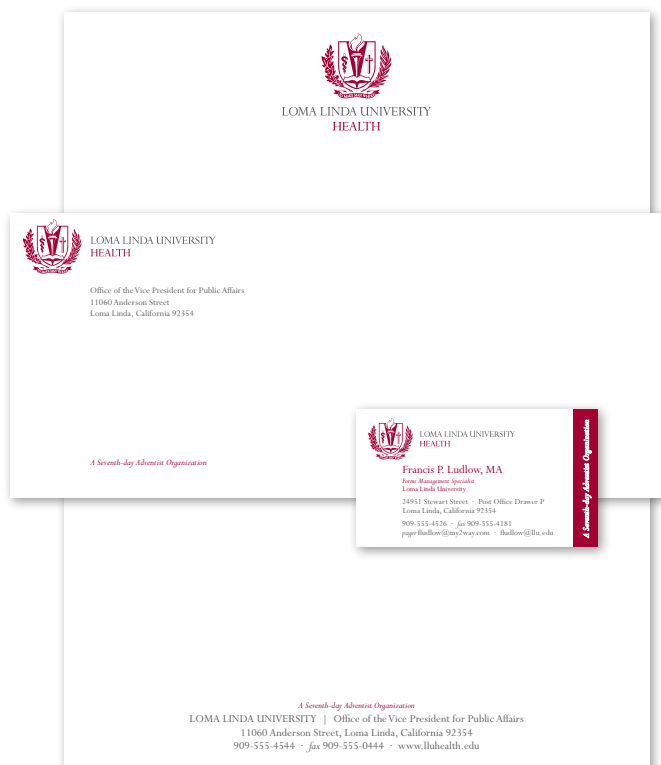 LOMA LINDA UNIVERSITY
HEALTH
LOMA LINDA UNIVERSITY
HEALTH
Office of the Vice President for Public Affairs
11060 Anderson Street
Loma Linda, California 92354
A Seventh-day Adventist Organization
LOMA LINDA UNIVERSITY
HEALTH
Francis P. Ludlow, MA
Forms Management Specialist
Loma Linda University
24951 Stewart Street · Post Office Drawer P
Loma Linda, California 92354
909-555-4526 · fax 909-555-4181
pager fludlow@my2way.com · fludlow@llu.edu
A Seventh-day Adventist Organization
A Seventh-day Adventist Organization
LOMA LINDA UNIVERSITY | Office of the Vice President for Public Affairs
11060 Anderson Street, Loma Linda, California 92354
909-555-4544 · fax 909-555-0444 · www.lluhealth.edu